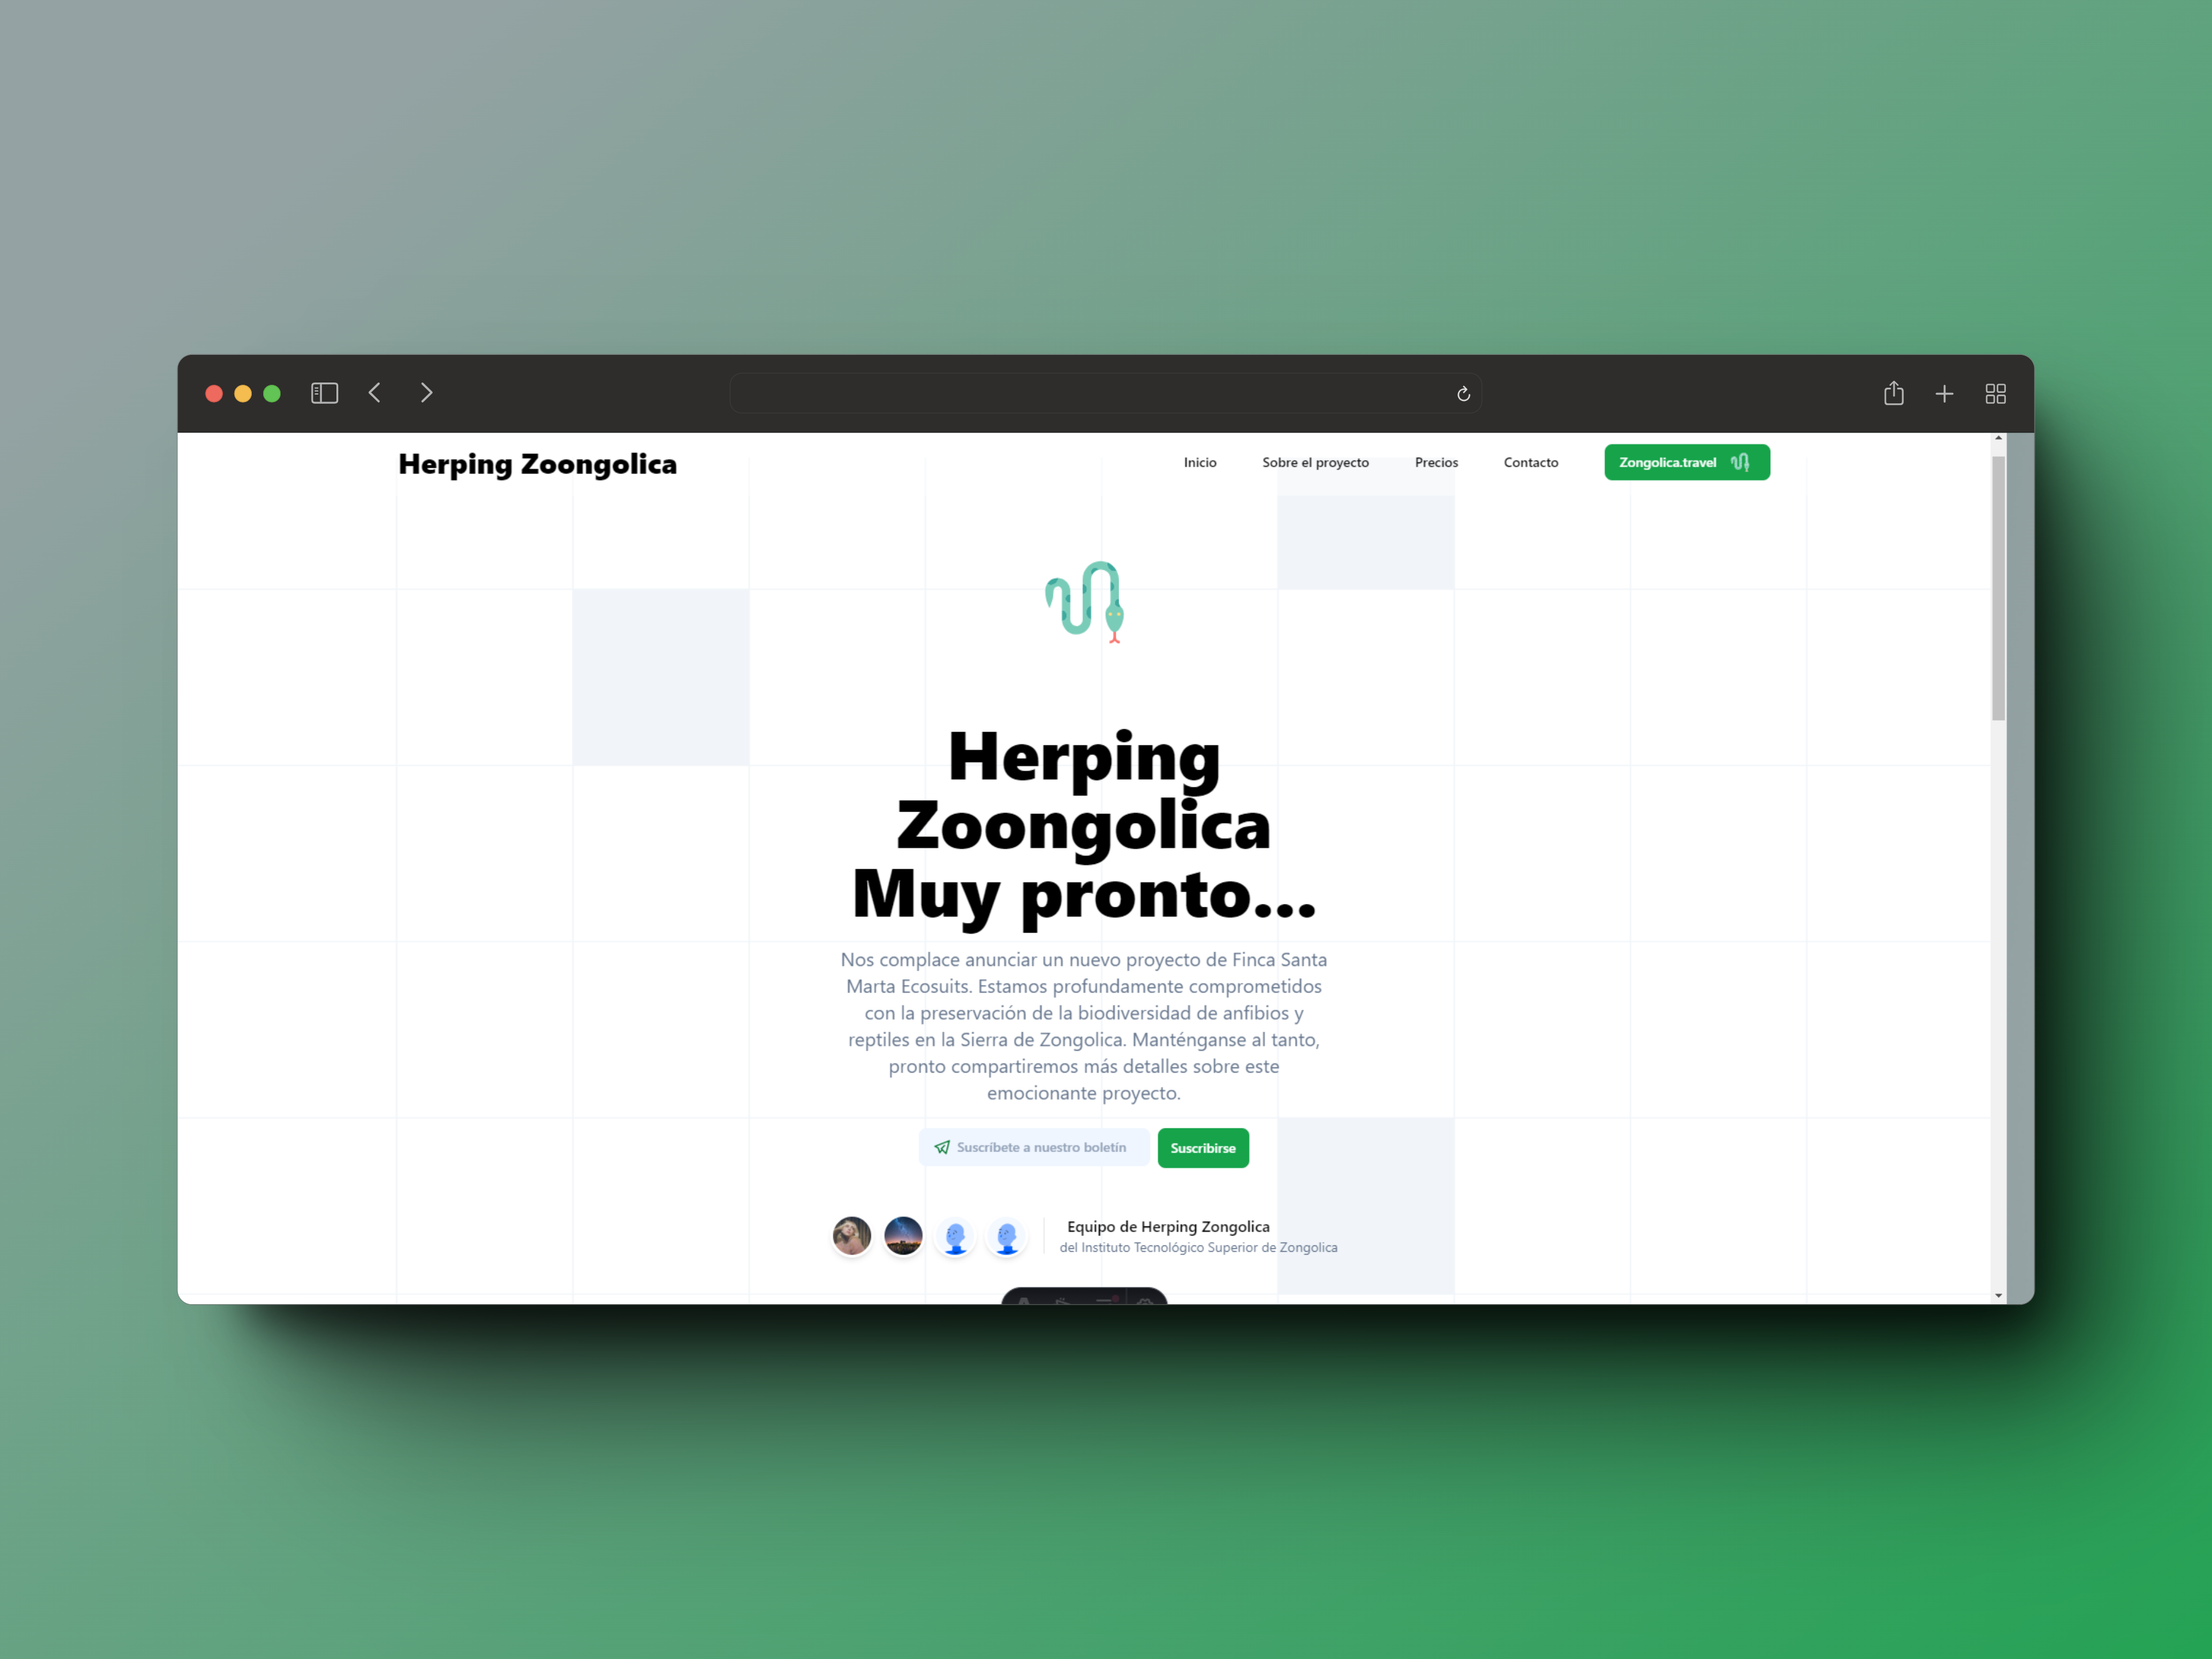 Herping Zoongolica
Inicio
Sobre el proyecto
Precios
Contacto
Zongolica.travel
Herping
Zoongolica
Muy pronto...
Nos complace anunciar un nuevo proyecto de Finca Santa
Marta Ecosuits. Estamos profundamente comprometidos
con la preservación de la biodiversidad de anfibios y
reptiles en la Sierra de Zongolica. Manténganse al tanto,
pronto compartiremos más detalles sobre este
emocionante proyecto.
Suscríbete a nuestro boletín
Suscribirse
Equipo de Herping Zongolica
del Instituto Tecnológico Superior de Zongolica